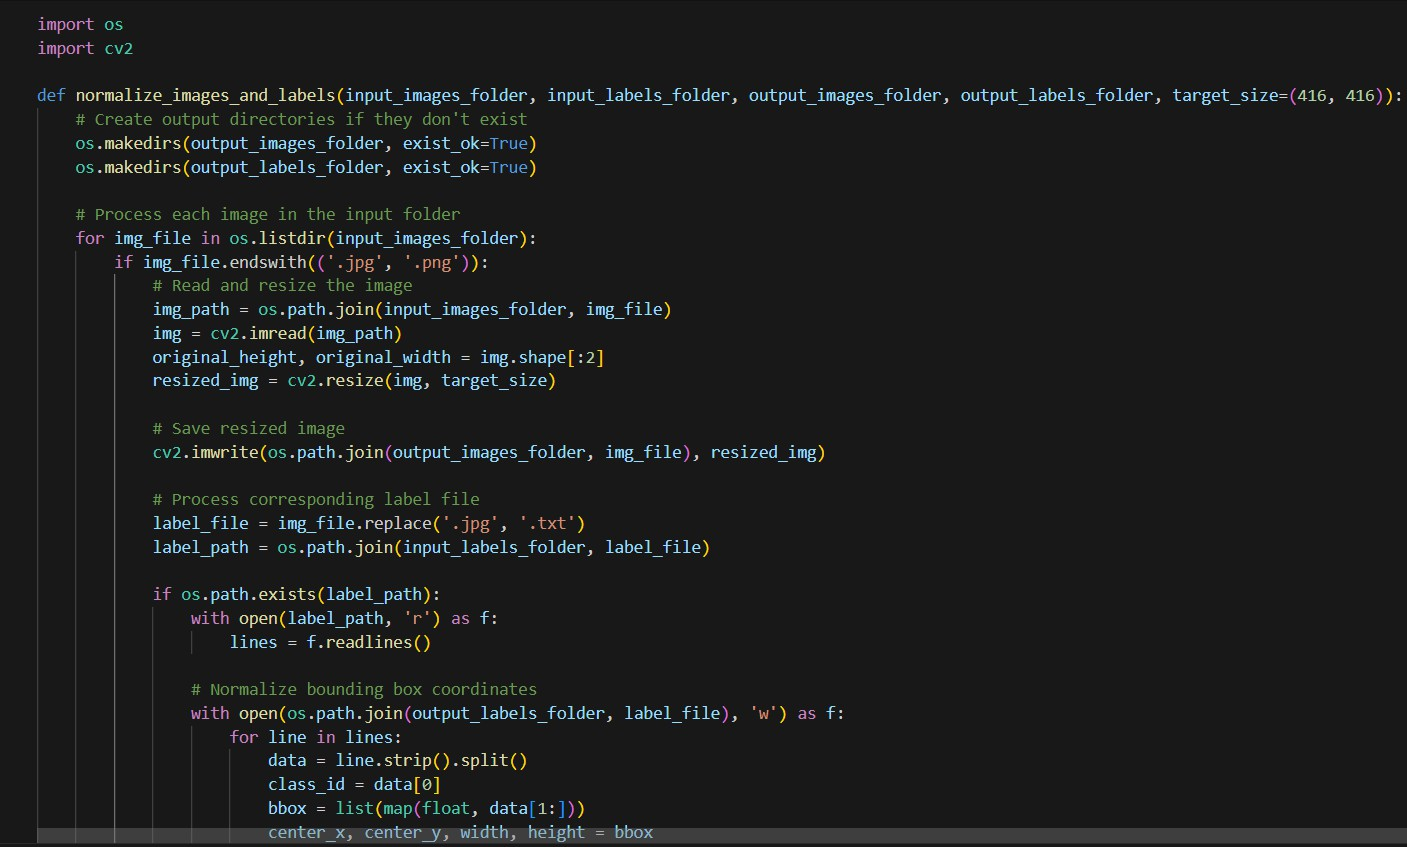 import os
import cv2
def normalize_images_and_labels(input_images_folder, input_labels_folder, output_images_folder, output_labels_folder, target_size=(416, 416)):
# Create output directories if they don't exist
os.makedirs(output_images_folder, exist_ok=True)
os.makedirs(output_labels_folder, exist_ok=True)
# Process each image in the input folder
for img_file in os.listdir(input_images_folder):
if img_file.endswith(('.jpg', '.png')):
# Read and resize the image
img_path = os.path.join(input_images_folder, img_file)
img = cv2.imread(img_path)
original_height, original_width = img.shape[:2]
resized_img = cv2.resize(img, target_size)
# Save resized image
cv2.imwrite(os.path.join(output_images_folder, img_file), resized_img)
# Process corresponding label file
label_file = img_file.replace('.jpg', '.txt')
label_path = os.path.join(input_labels_folder, label_file)
if os.path.exists(label_path):
with open(label_path, 'r') as f:
lines = f.readlines()
# Normalize bounding box coordinates
with open(os.path.join(output_labels_folder, label_file), 'w') as f:
for line in lines:
data = line.strip().split()
class_id = data[0]
bbox = list(map(float, data[1:]))
center_x, center_y, width, height = bbox